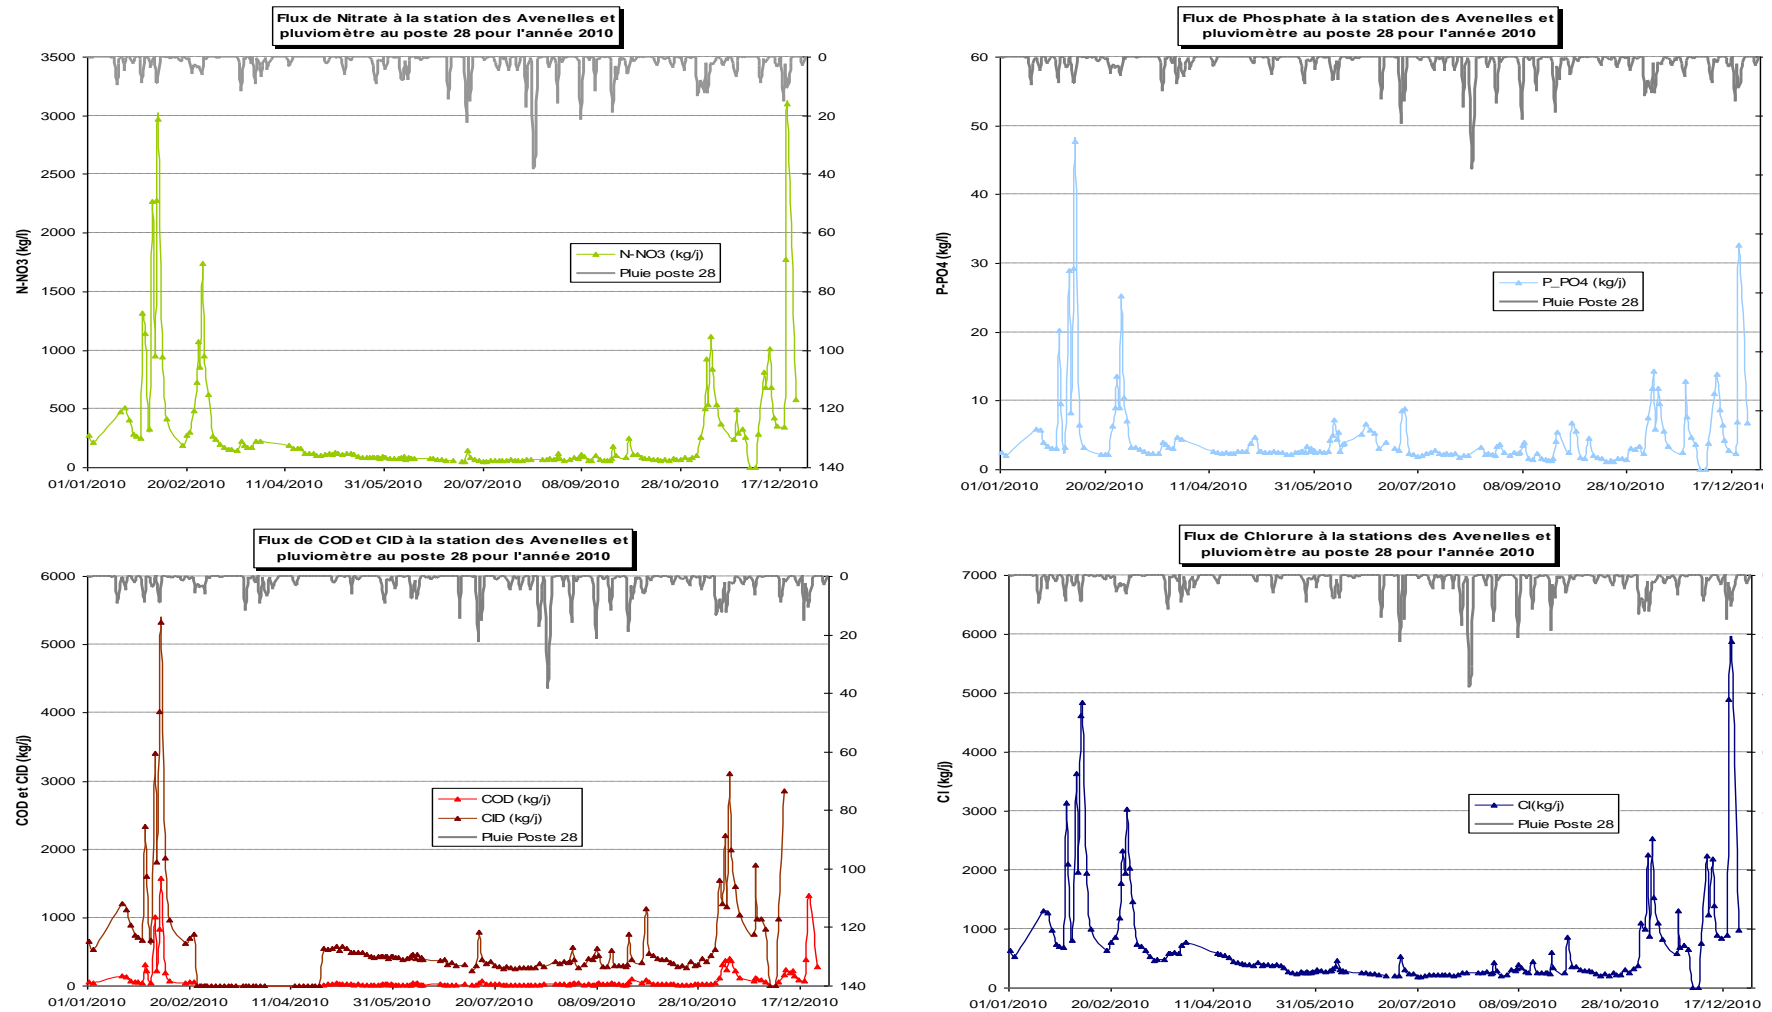 Flux de Nitrate à la station des Avenelles et
pluviomètre au poste 28 pour l'année 2010
3500
3000
2500
2000
1500
1000
500
0
0
20
40
60
80
100
120
140
N-NO3 (kg/l)
N-NO3 (kg/j)
Pluie poste 28
01/01/2010 20/02/2010 11/04/2010 31/05/2010 20/07/2010 08/09/2010 28/10/2010 17/12/2010
Flux de Phosphate à la station des Avenelles et
pluviomètre au poste 28 pour l'année 2010
60
50
40
30
20
10
0
P-PO4 (kg/l)
P_PO4 (kg/j)
Pluie Poste 28
01/01/2010 20/02/2010 11/04/2010 31/05/2010 20/07/2010 08/09/2010 28/10/2010 17/12/201
Flux de COD et CID à la station des Avenelles et
pluviomètre au poste 28 pour l'année 2010
6000
5000
4000
3000
2000
1000
0
0
20
40
60
80
100
120
140
COD et CID (kg/j)
COD (kg/j)
CID (kg/j)
Pluie Poste 28
01/01/2010 20/02/2010 11/04/2010 31/05/2010 20/07/2010 08/09/2010 28/10/2010 17/12/2010
Flux de Chlorure à la stations des Avenelles et
pluviomètre au poste 28 pour l'année 2010
7000
6000
5000
4000
3000
2000
1000
0
Cl (kg/j)
Cl(kg/j)
Pluie Poste 28
01/01/2010 20/02/2010 11/04/2010 31/05/2010 20/07/2010 08/09/2010 28/10/2010 17/12/2010